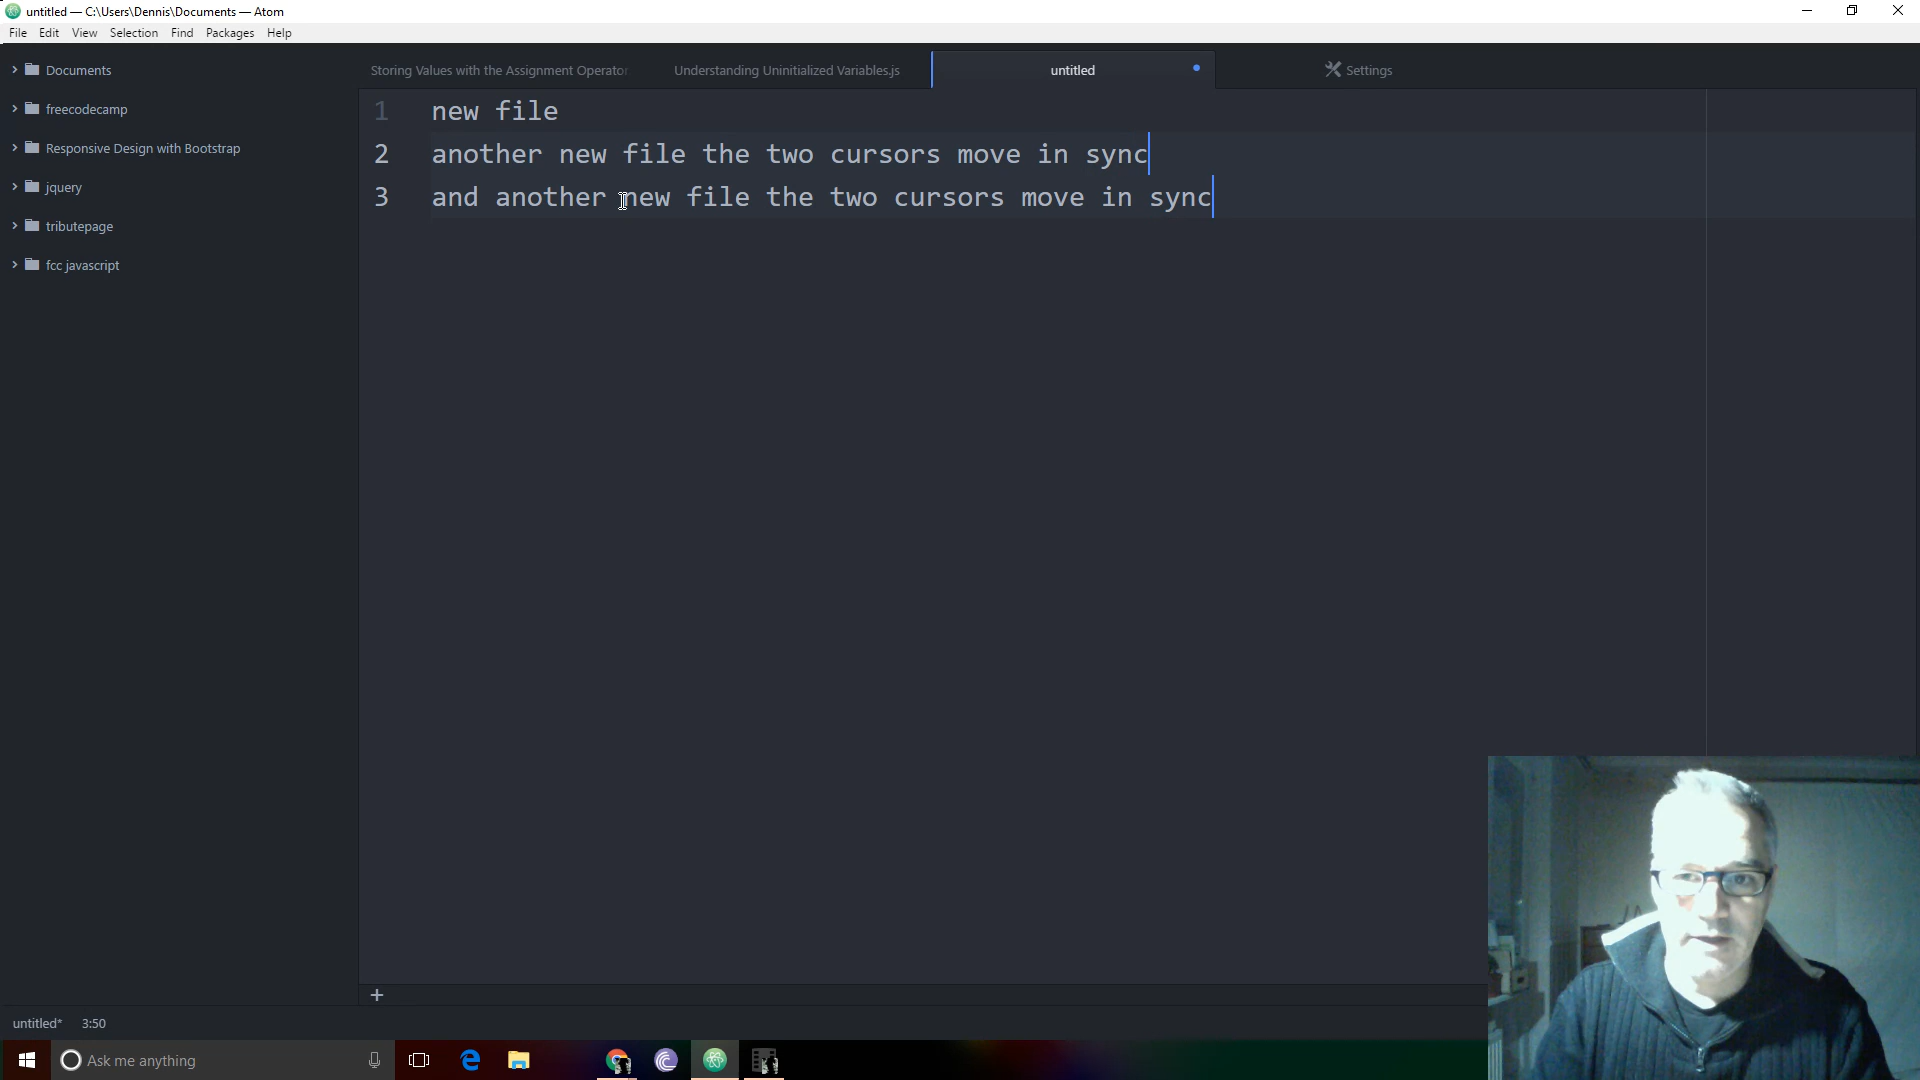 untitled — C:\Users\Dennis\Documents — Atom
File Edit View Selection Find Packages Help
Documents
freecodecamp
Responsive Design with Bootstrap
jquery
tributepage
fcc javascript
Storing Values with the Assignment Operator
Understanding Uninitialized Variables.js
untitled
Settings
1 new file
2 another new file the two cursors move in sync
3 and another new file the two cursors move in sync
+
untitled* 3:50
Ask me anything